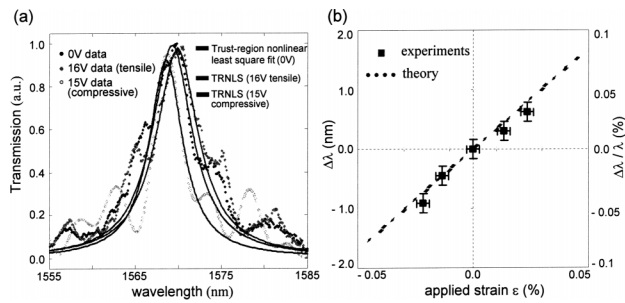 (a)
Transmission (a.u.)
1.0
0.8
0.6
0.4
0.2
0.0
0V data
16V data (tensile)
15V data
(compressive)
Trust-region nonlinear
least square fit (0V)
TRNLS (16V tensile)
TRNLS (15V
compressive)
1555 1565 1575 1585
wavelength (nm)
(b)
Δλ (nm)
2.0
1.0
0.0
-1.0
-2.0
experiments
theory
0.1
0.05
0.00
-0.05
0.1
Δλ / λ (%)
-0.05 0.0 0.05
applied strain ε (%)